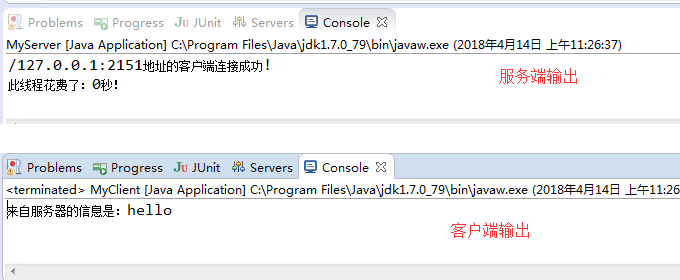 Problems Progress JUnit Servers Console
MyServer [Java Application] C:\Program Files\Java\jdk1.7.0_79\bin\javaw.exe (2018年4月14日 上午11:26:37)
/127.0.0.1:2151地址的客户端连接成功!
此线程花费了：0秒!
服务端输出
Problems Progress JUnit Servers Console
<terminated> MyClient [Java Application] C:\Program Files\Java\jdk1.7.0_79\bin\javaw.exe (2018年4月14日 上午11:26
来自服务器的信息是：hello
客户端输出